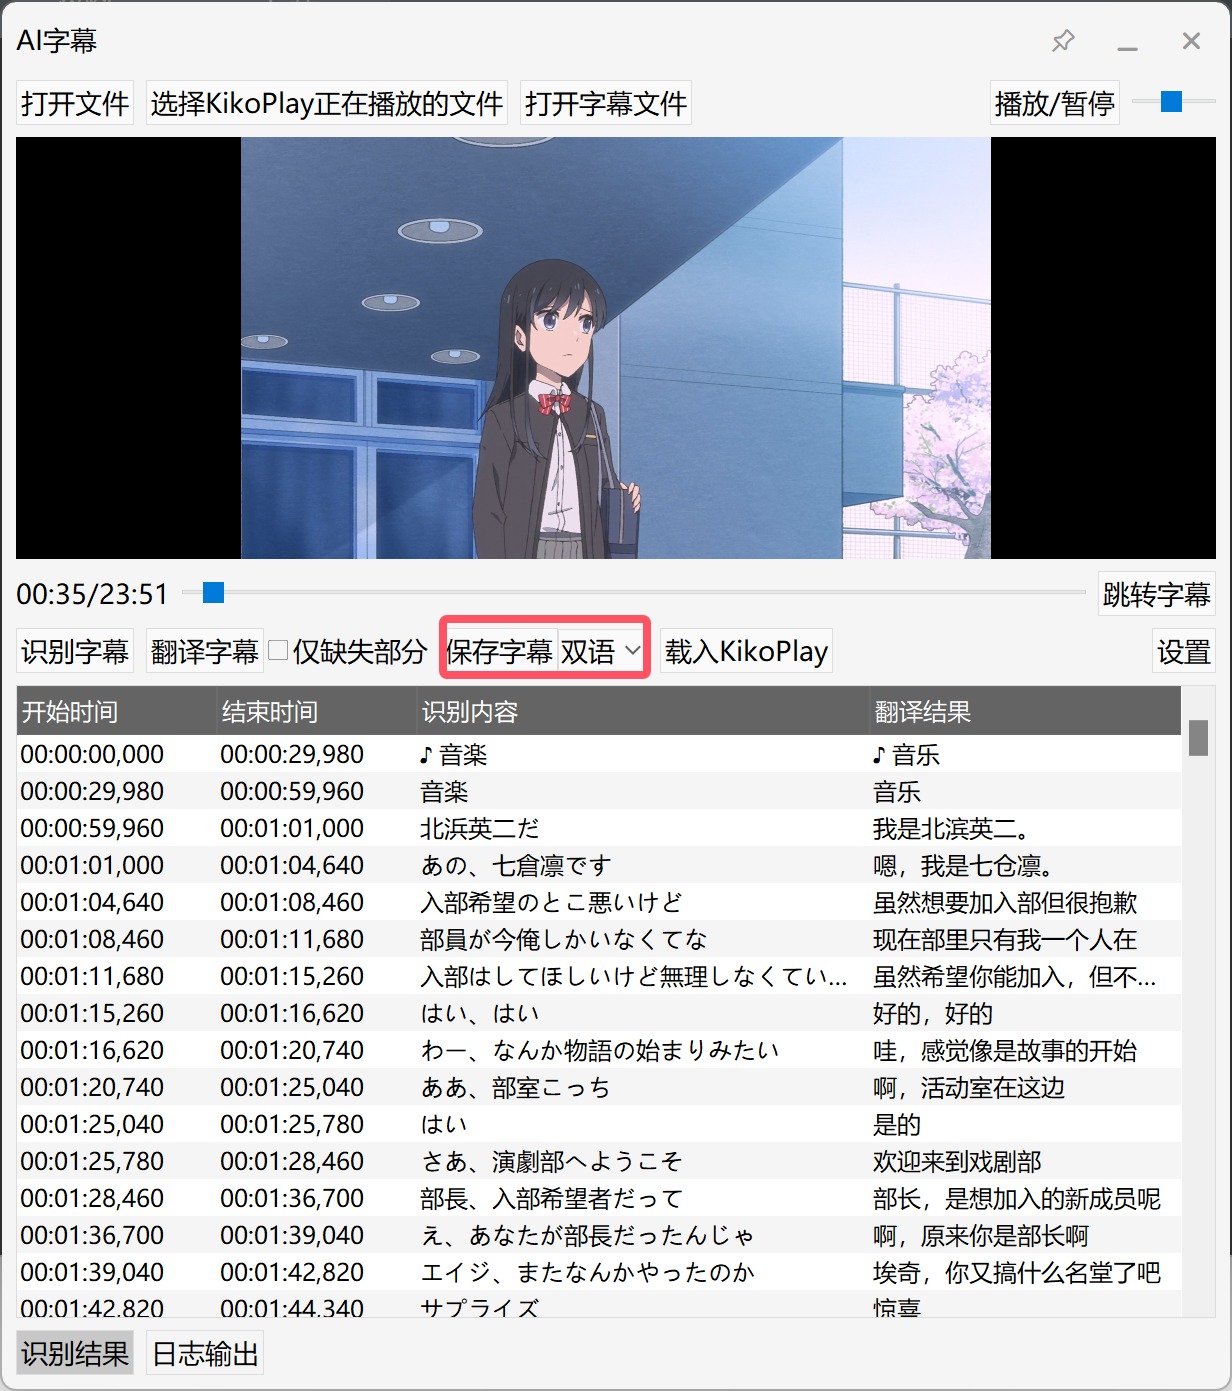 AI字幕
打开文件 选择KikoPlay正在播放的文件 打开字幕文件 播放/暂停
00:35/23:51 跳转字幕
识别字幕 翻译字幕 仅缺失部分 保存字幕 双语 载入KikoPlay 设置
开始时间 结束时间 识别内容 翻译结果
00:00:00,000 00:00:29,980 ♪ 音楽 ♪ 音乐
00:00:29,980 00:00:59,960 音楽 音乐
00:00:59,960 00:01:01,000 北浜英二だ 我是北滨英二。
00:01:01,000 00:01:04,640 あの、七倉凛です 嗯，我是七仓凛。
00:01:04,640 00:01:08,460 入部希望のとこ悪いけど 虽然想要加入部但很抱歉
00:01:08,460 00:01:11,680 部員が今俺しかいなくてな 现在部里只有我一个人在
00:01:11,680 00:01:15,260 入部はしてほしいけど無理しなくてい... 虽然希望你能加入，但不...
00:01:15,260 00:01:16,620 はい、はい 好的，好的
00:01:16,620 00:01:20,740 わー、なんか物語の始まりみたい 哇，感觉像是故事的开始
00:01:20,740 00:01:25,040 ああ、部室こっち 啊，活动室在这边
00:01:25,040 00:01:25,780 はい 是的
00:01:25,780 00:01:28,460 さあ、演劇部へようこそ 欢迎来到戏剧部
00:01:28,460 00:01:36,700 部長、入部希望者だって 部长，是想加入的新成员呢
00:01:36,700 00:01:39,040 え、あなたが部長だったんじゃ 啊，原来你是部长啊
00:01:39,040 00:01:42,820 エイジ、またなんかやったのか 埃奇，你又搞什么名堂了吧
00:01:42,820 00:01:44,340 サプライズ 惊喜
识别结果 日志输出